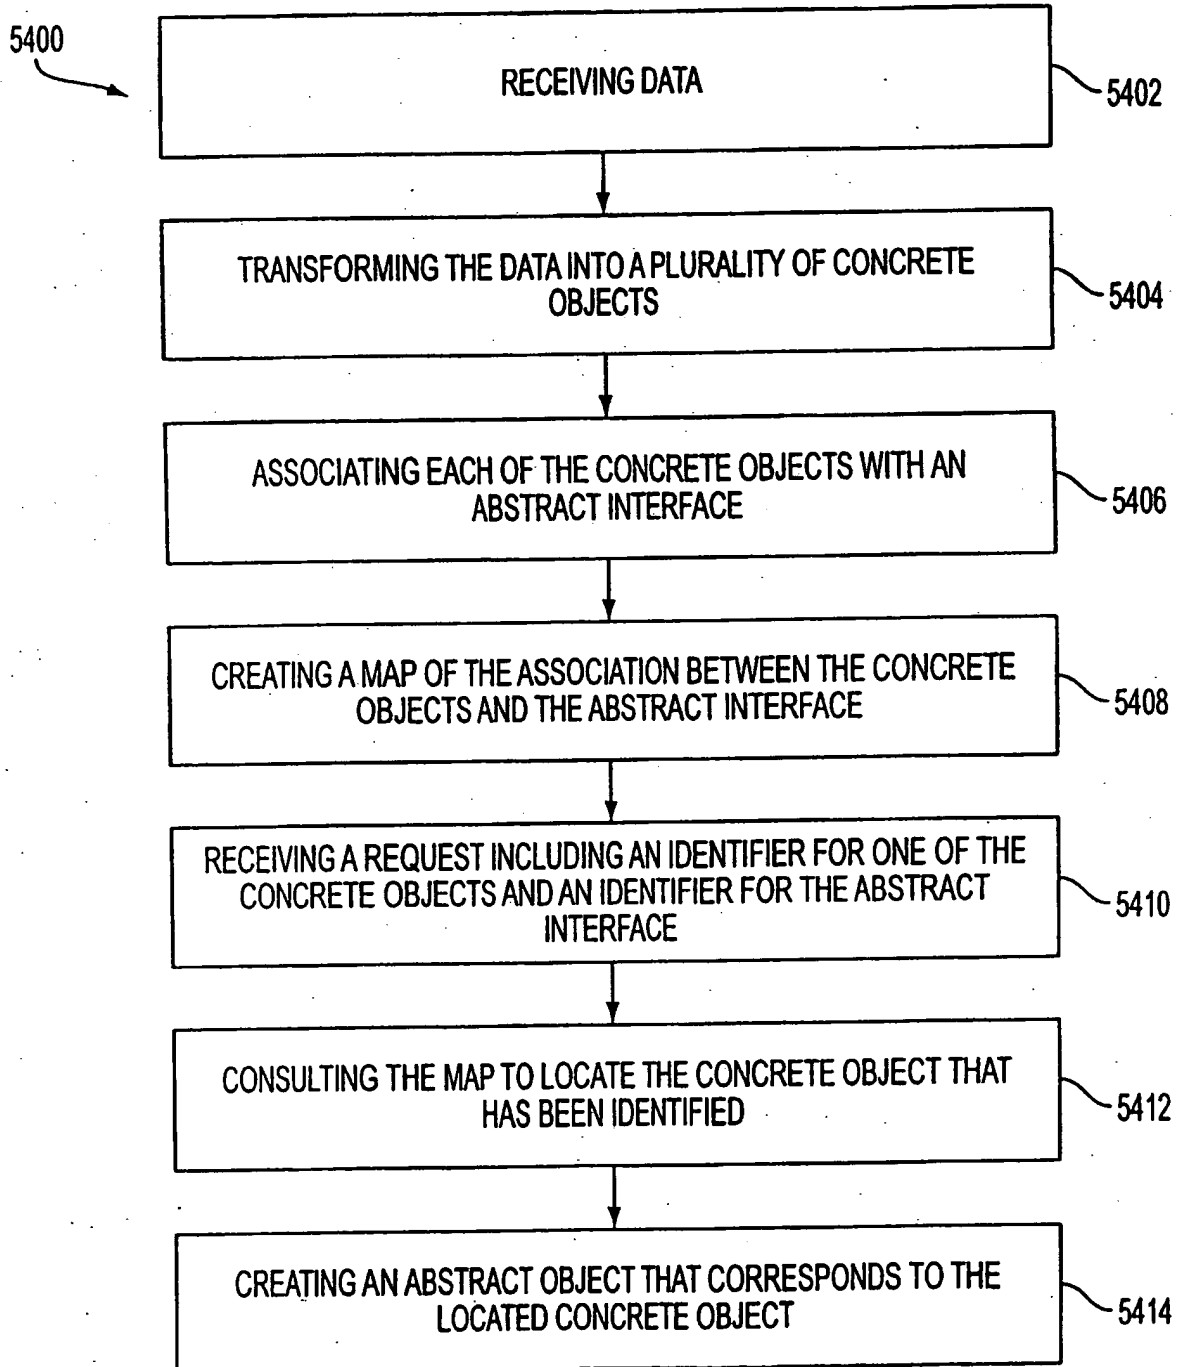 5400
RECEIVING DATA
5402
TRANSFORMING THE DATA INTO A PLURALITY OF CONCRETE
OBJECTS
5404
ASSOCIATING EACH OF THE CONCRETE OBJECTS WITH AN
ABSTRACT INTERFACE
5406
CREATING A MAP OF THE ASSOCIATION BETWEEN THE CONCRETE
OBJECTS AND THE ABSTRACT INTERFACE
5408
RECEIVING A REQUEST INCLUDING AN IDENTIFIER FOR ONE OF THE
CONCRETE OBJECTS AND AN IDENTIFIER FOR THE ABSTRACT
INTERFACE
5410
CONSULTING THE MAP TO LOCATE THE CONCRETE OBJECT THAT
HAS BEEN IDENTIFIED
5412
CREATING AN ABSTRACT OBJECT THAT CORRESPONDS TO THE
LOCATED CONCRETE OBJECT
5414